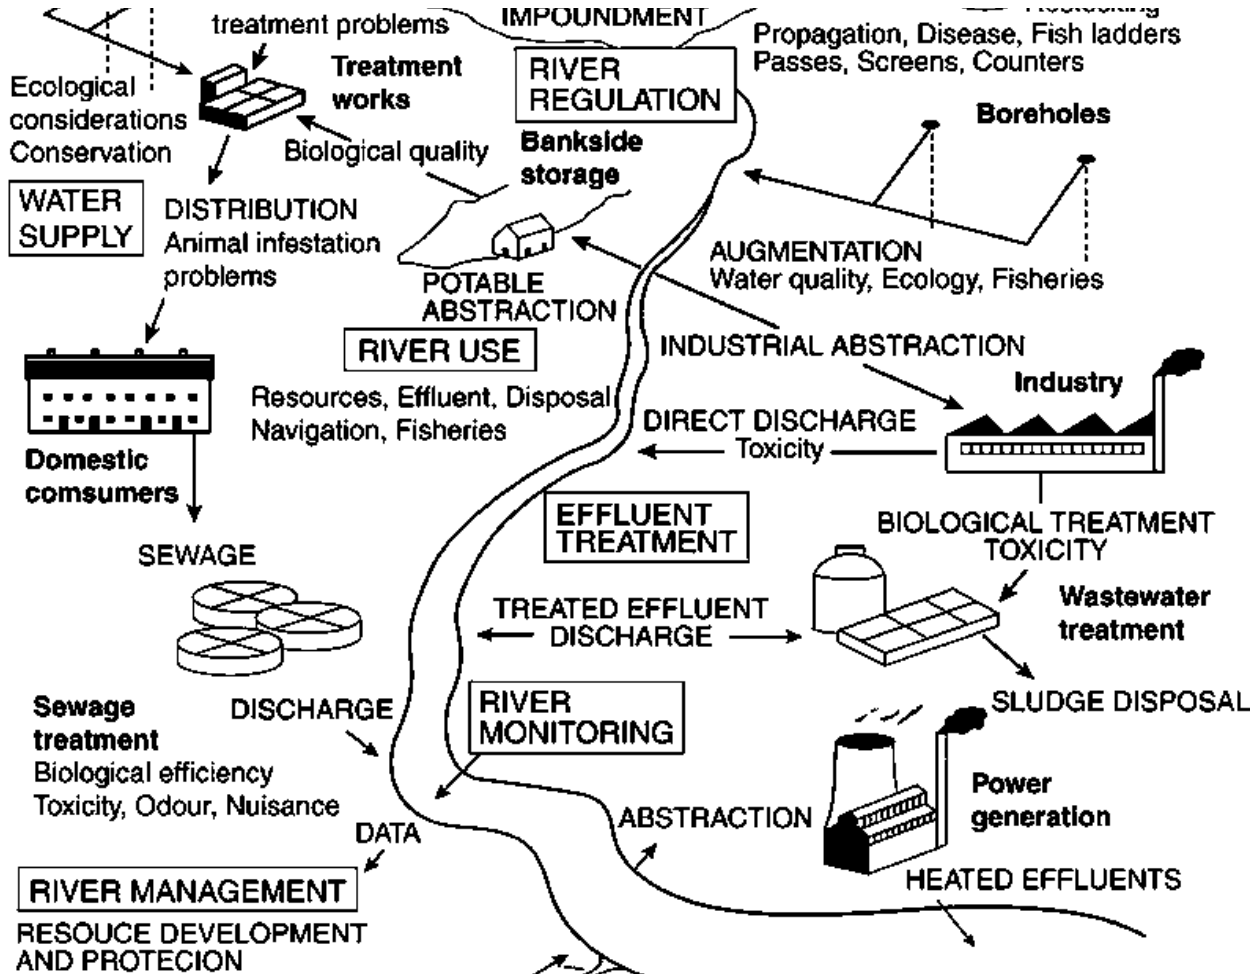 treatment problems
IMPOUNDMENT
Restocking
Propagation, Disease, Fish ladders
Passes, Screens, Counters
RIVER
REGULATION
Treatment
works
Ecological
considerations
Conservation
Biological quality
Bankside
storage
Boreholes
WATER
SUPPLY
DISTRIBUTION
Animal infestation
problems
POTABLE
ABSTRACTION
AUGMENTATION
Water quality, Ecology, Fisheries
RIVER USE
Resources, Effluent, Disposal
Navigation, Fisheries
INDUSTRIAL ABSTRACTION
Industry
DIRECT DISCHARGE
Toxicity
Domestic
comsumers
EFFLUENT
TREATMENT
BIOLOGICAL TREATMENT
TOXICITY
SEWAGE
TREATED EFFLUENT
DISCHARGE
Wastewater
treatment
SLUDGE DISPOSAL
Sewage
treatment
Biological efficiency
Toxicity, Odour, Nuisance
DISCHARGE
RIVER
MONITORING
Power
generation
ABSTRACTION
DATA
HEATED EFFLUENTS
RIVER MANAGEMENT
RESOUCE DEVELOPMENT
AND PROTECION